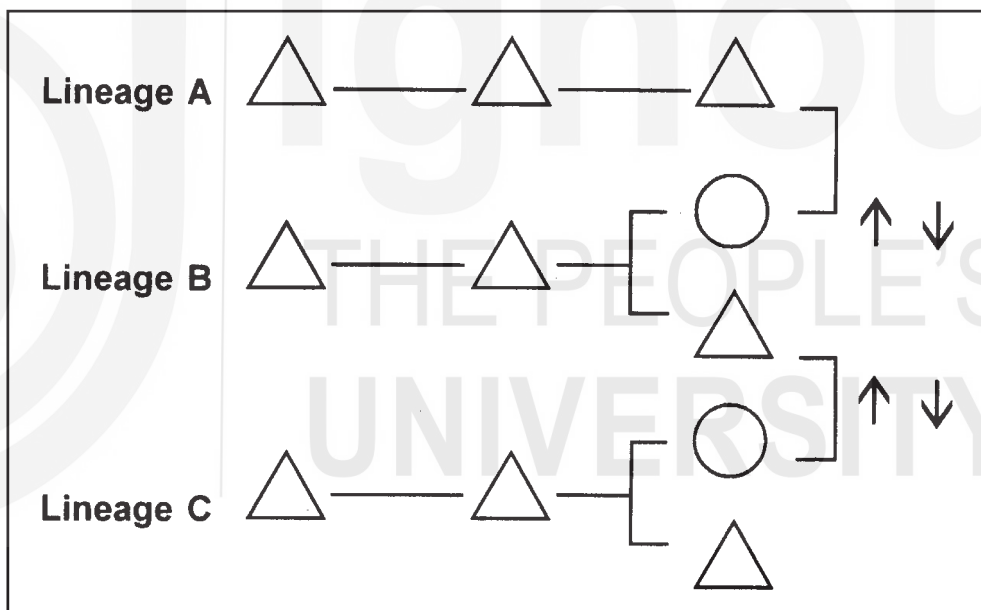 ignou
Lineage A
Lineage B
THE PEOPLE'S
UNIVERSITY
Lineage C